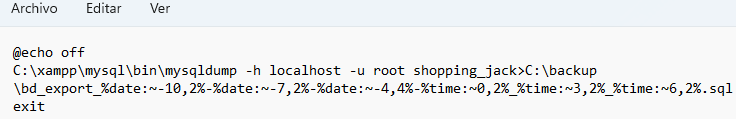 Archivo Editar Ver
@echo off
C:\xampp\mysql\bin\mysqldump -h localhost -u root shopping_jack>C:\backup
\bd_export_%date:~-10,2%-%date:~-7,2%-%date:~-4,4%-%time:~0,2%_%time:~3,2%_%time:~6,2%.sql
exit